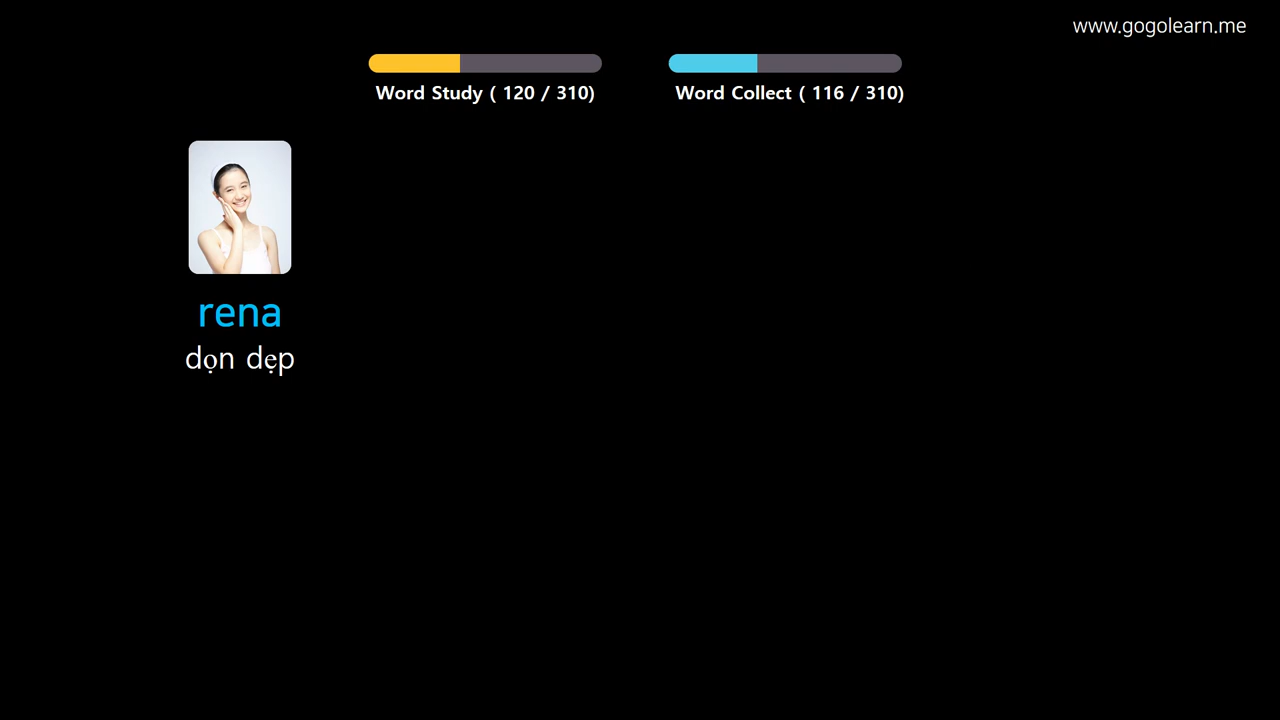 www.gogolearn.me
Word Study ( 120 / 310)
Word Collect ( 116 / 310)
rena
dọn dẹp